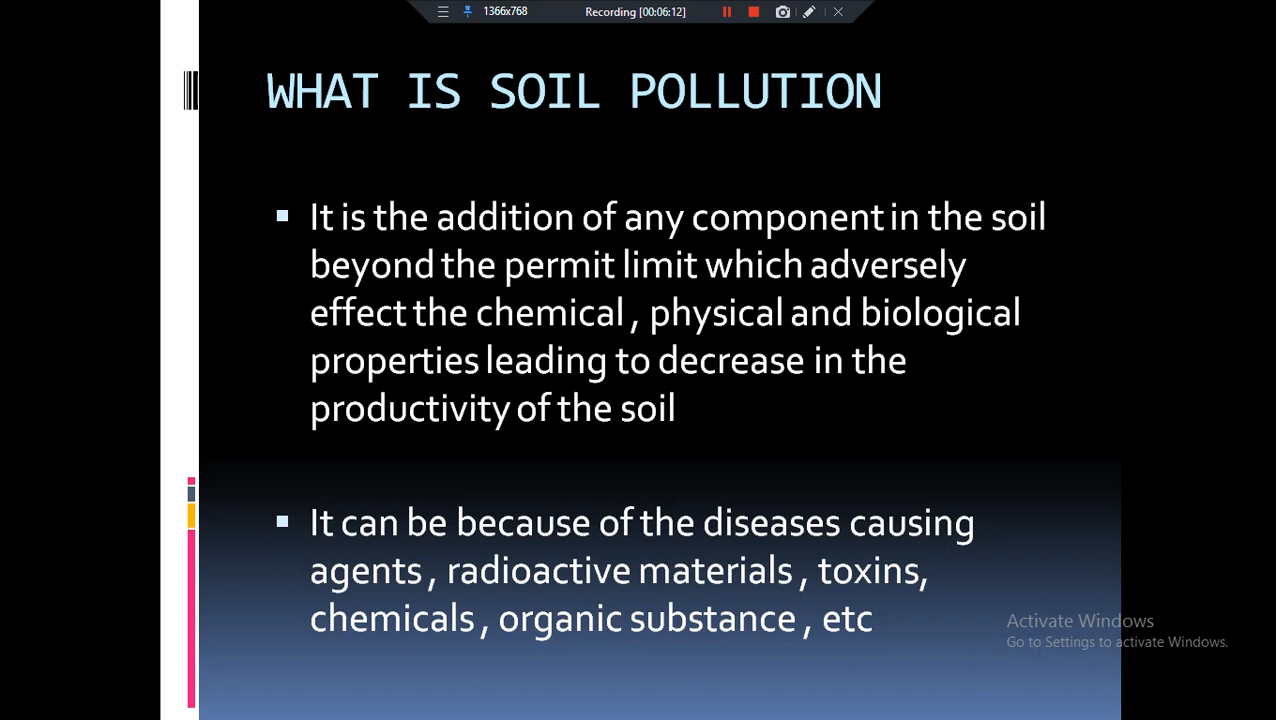 1366x768 Recording [00:06:12]
WHAT IS SOIL POLLUTION
It is the addition of any component in the soil
beyond the permit limit which adversely
effect the chemical , physical and biological
properties leading to decrease in the
productivity of the soil
It can be because of the diseases causing
agents , radioactive materials , toxins,
chemicals , organic substance , etc
Activate Windows
Go to Settings to activate Windows.